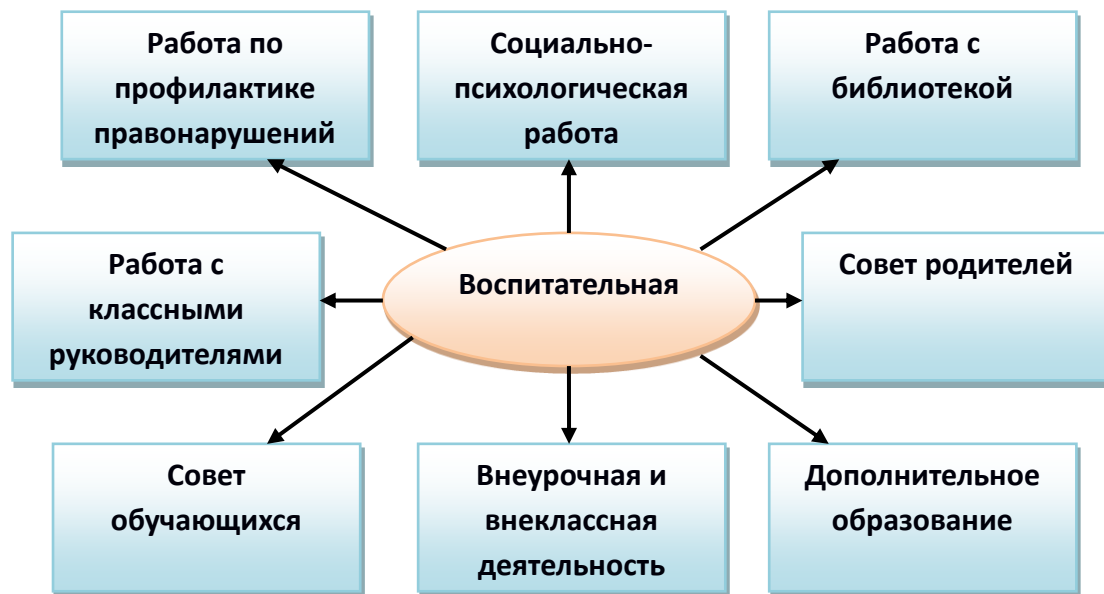 Работа по
профилактике
правонарушений
Социально-
психологическая
работа
Работа с
библиотекой
Работа с
классными
руководителями
Воспитательная
Совет родителей
Совет
обучающихся
Внеурочная и
внеклассная
деятельность
Дополнительное
образование